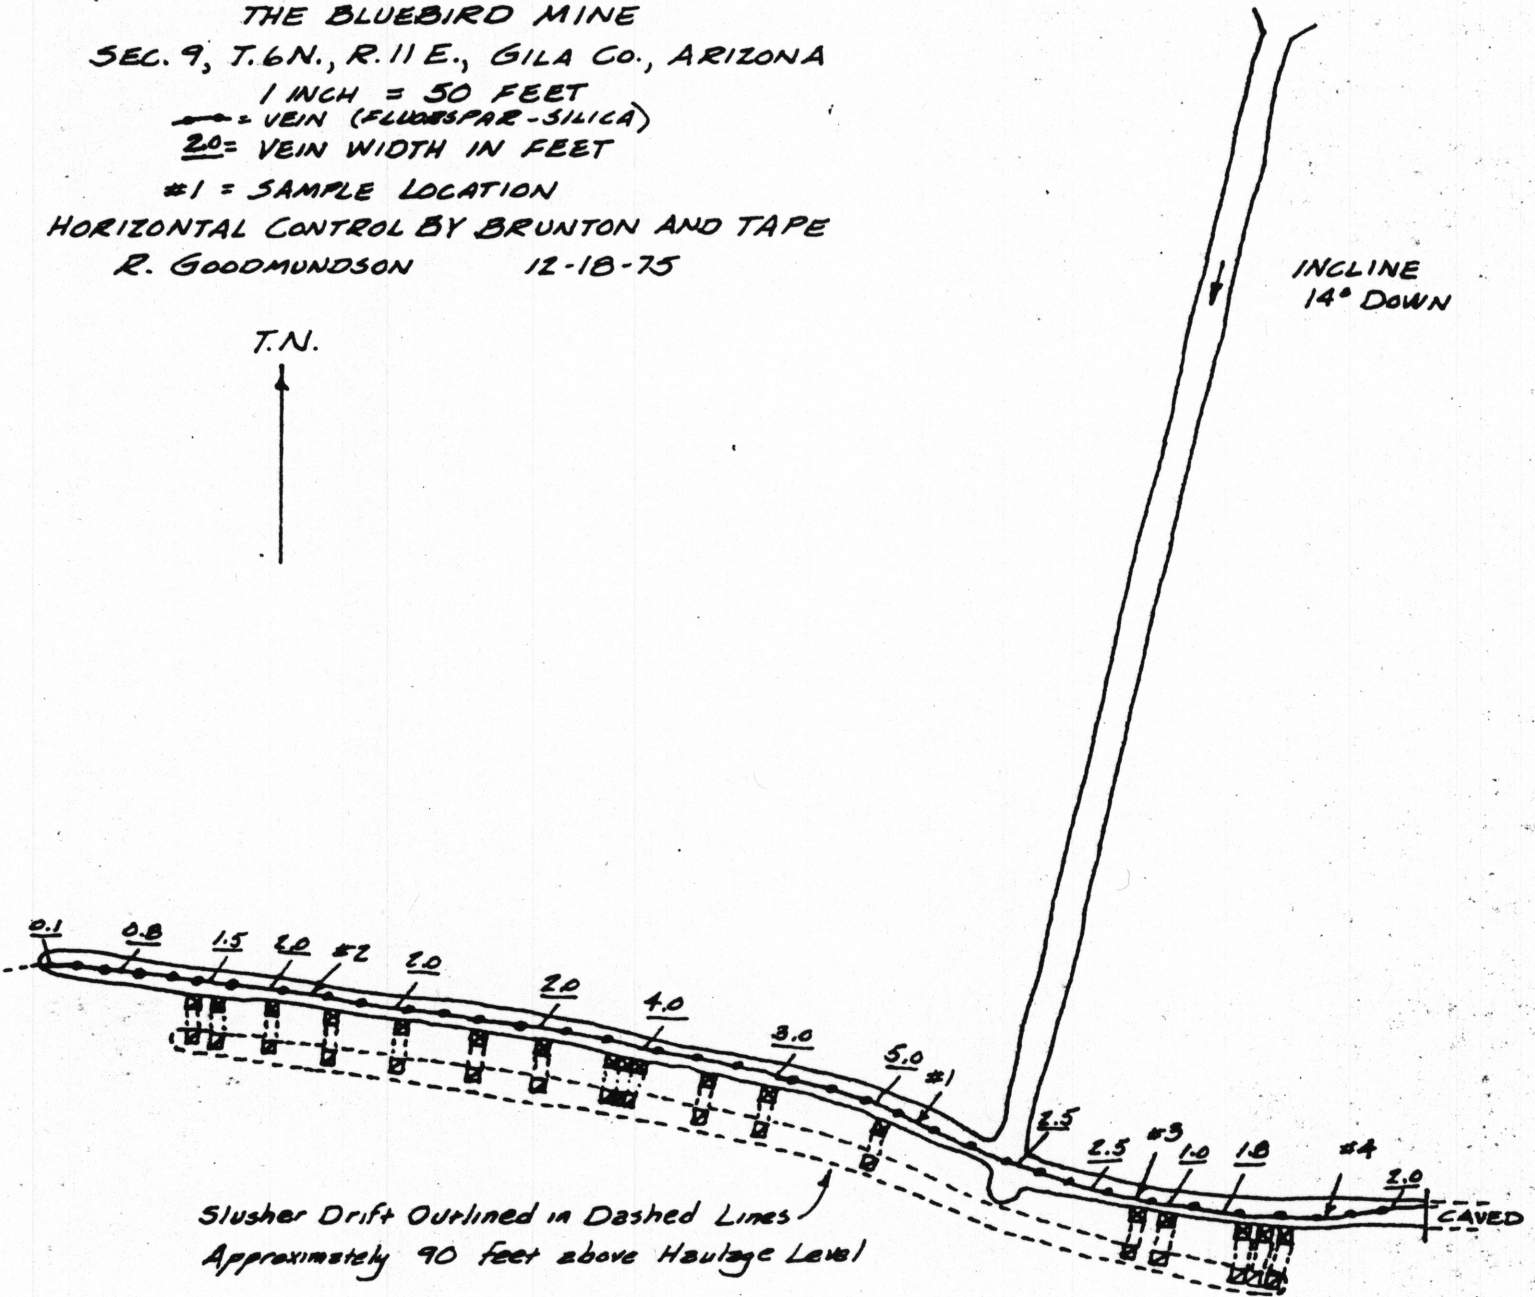 THE BLUEBIRD MINE
SEC. 9, T.6N., R.11E., GILA CO., ARIZONA
1 INCH = 50 FEET
= VEIN (FLUORSPAR-SILICA)
2.0 = VEIN WIDTH IN FEET
#1 = SAMPLE LOCATION
HORIZONTAL CONTROL BY BRUNTON AND TAPE
R. GOODMUNDSON 12-18-75
INCLINE
14° DOWN
T.N.
0.1
0.8
1.5
2.0
#2
2.0
2.0
4.0
3.0
5.0
#1
2.5
2.5
#3
1.0
1.8
#4
2.0
CAVED
Slusher Drift Outlined in Dashed Lines
Approximately 90 feet above Haulage Level